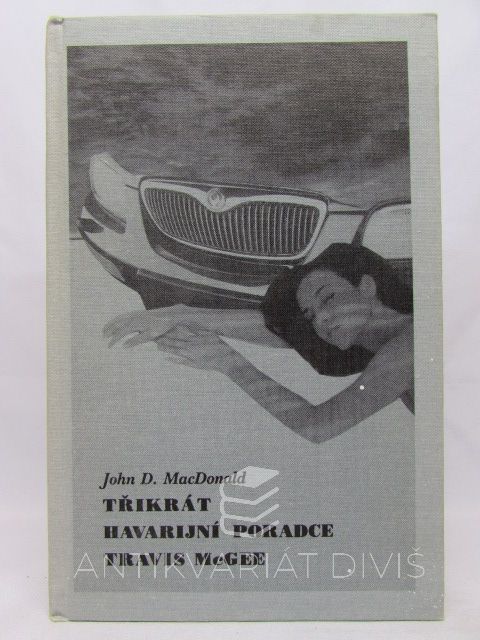 John D. MacDonald
TŘIKRÁT
HAVARIJNÍ PORADCE
TRAVIS McGEE
ANTIKVARIÁT DIVIŠ